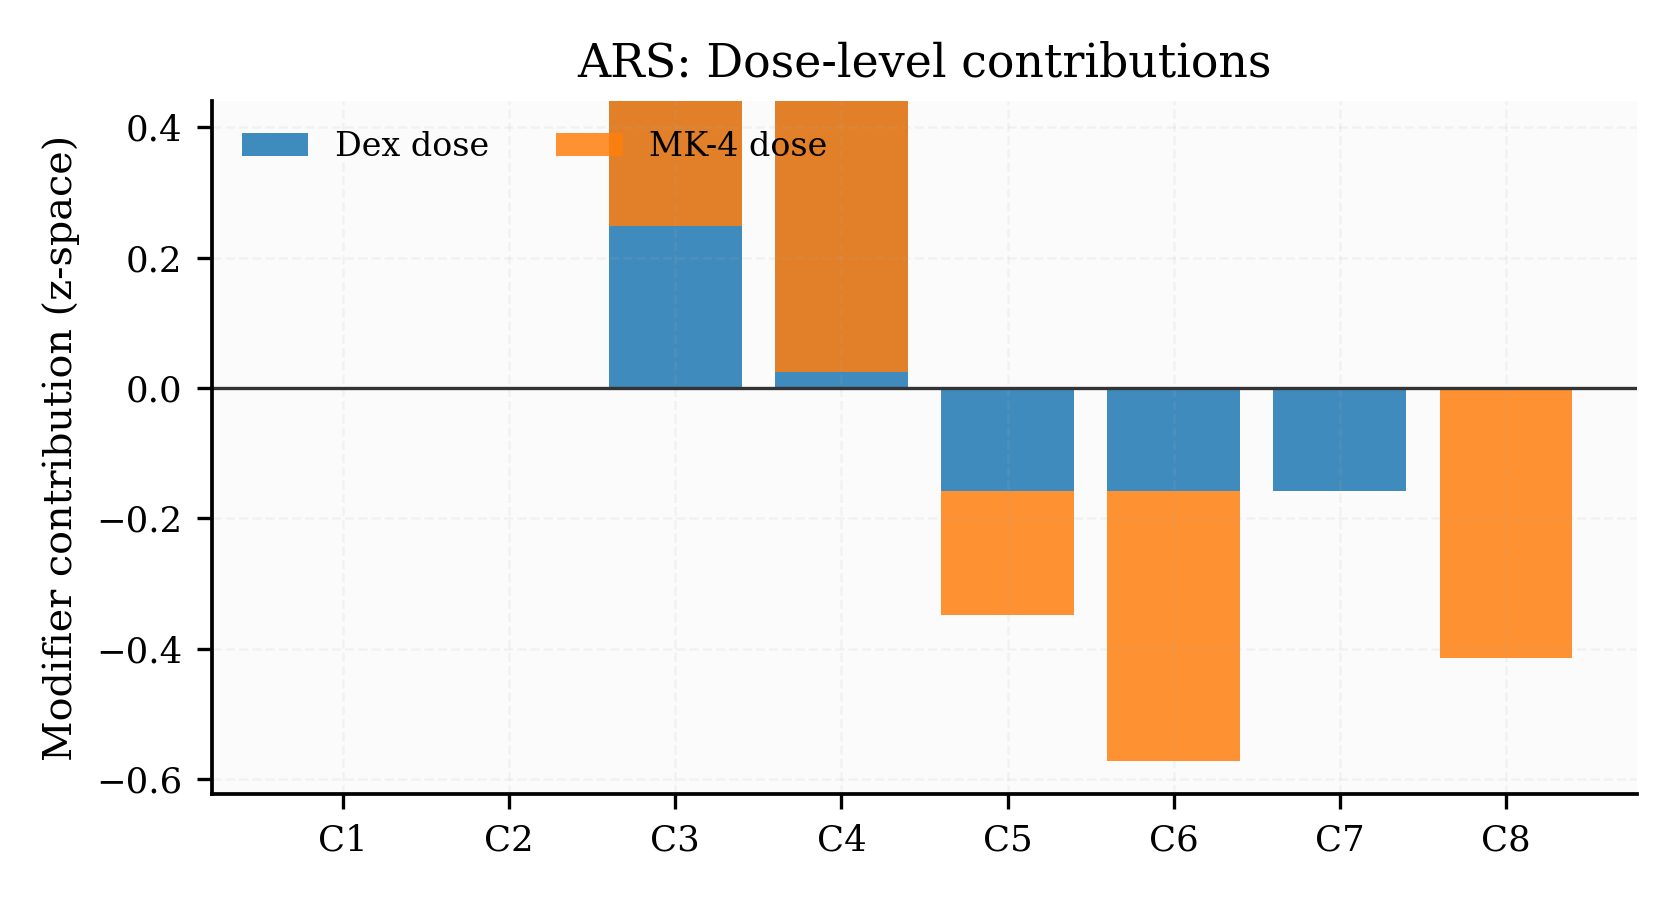 ARS: Dose-level contributions
Modifier contribution (z-space)
0.4
0.2
0.0
−0.2
−0.4
−0.6
Dex dose
MK-4 dose
C1 C2 C3 C4 C5 C6 C7 C8